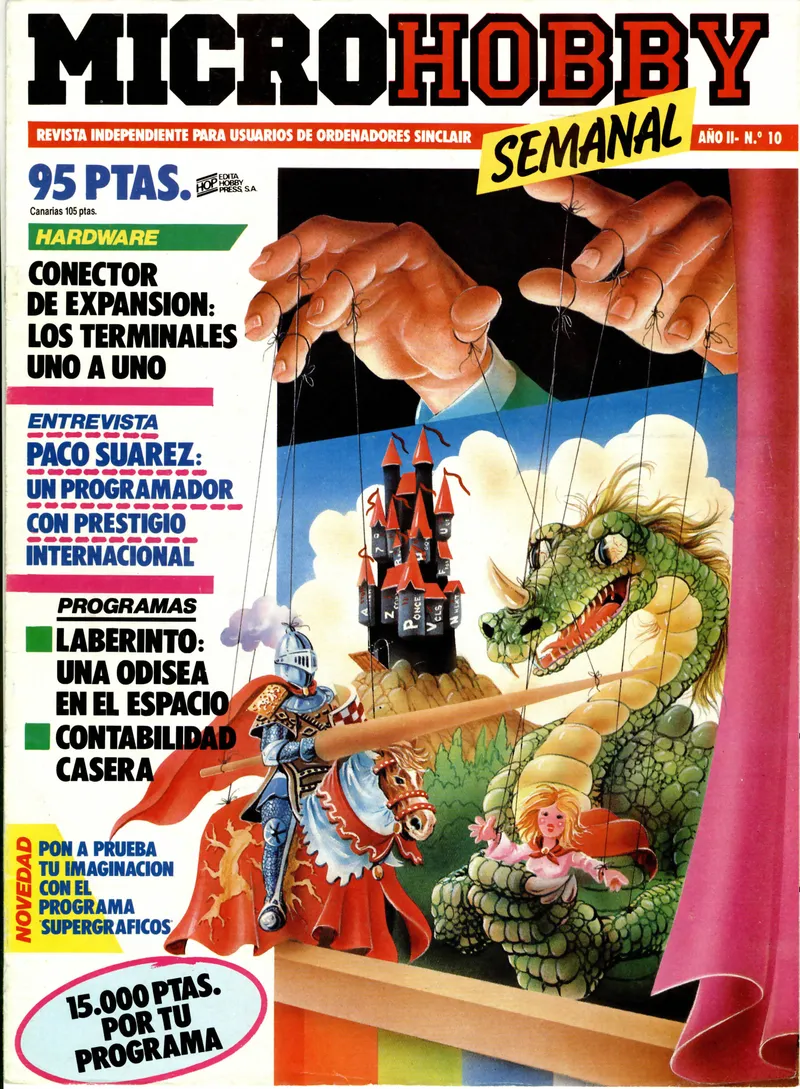 MICROHOBBY
REVISTA INDEPENDIENTE PARA USUARIOS DE ORDENADORES SINCLAIR
SEMANAL
AÑO II- N.º 10
95 PTAS.
Canarias 105 ptas.
HOP
EDITA
HOBBY
PRESS, S.A.
HARDWARE
CONECTOR
DE EXPANSION:
LOS TERMINALES
UNO A UNO
ENTREVISTA
PACO SUAREZ:
UN PROGRAMADOR
CON PRESTIGIO
INTERNACIONAL
PROGRAMAS
LABERINTO:
UNA ODISEA
EN EL ESPACIO
CONTABILIDAD
CASERA
NOVEDAD
PON A PRUEBA
TU IMAGINACION
CON EL
PROGRAMA
"SUPERGRAFICOS"
15.000 PTAS.
POR TU
PROGRAMA
PONCE
VCLS